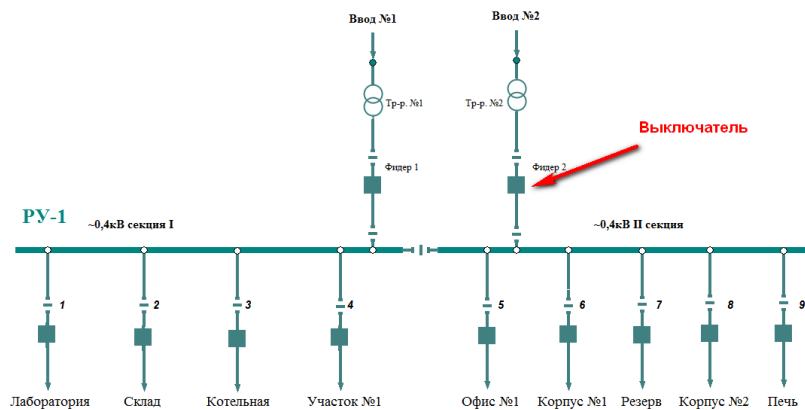 Ввод №1
Ввод №2
Тр-р. №1
Тр-р. №2
Выключатель
Фидер 1
Фидер 2
РУ-1
~0,4кВ секция I
~0,4кВ II секция
1
2
3
4
5
6
7
8
9
Лаборатория
Склад
Котельная
Участок №1
Офис №1
Корпус №1
Резерв
Корпус №2
Печь